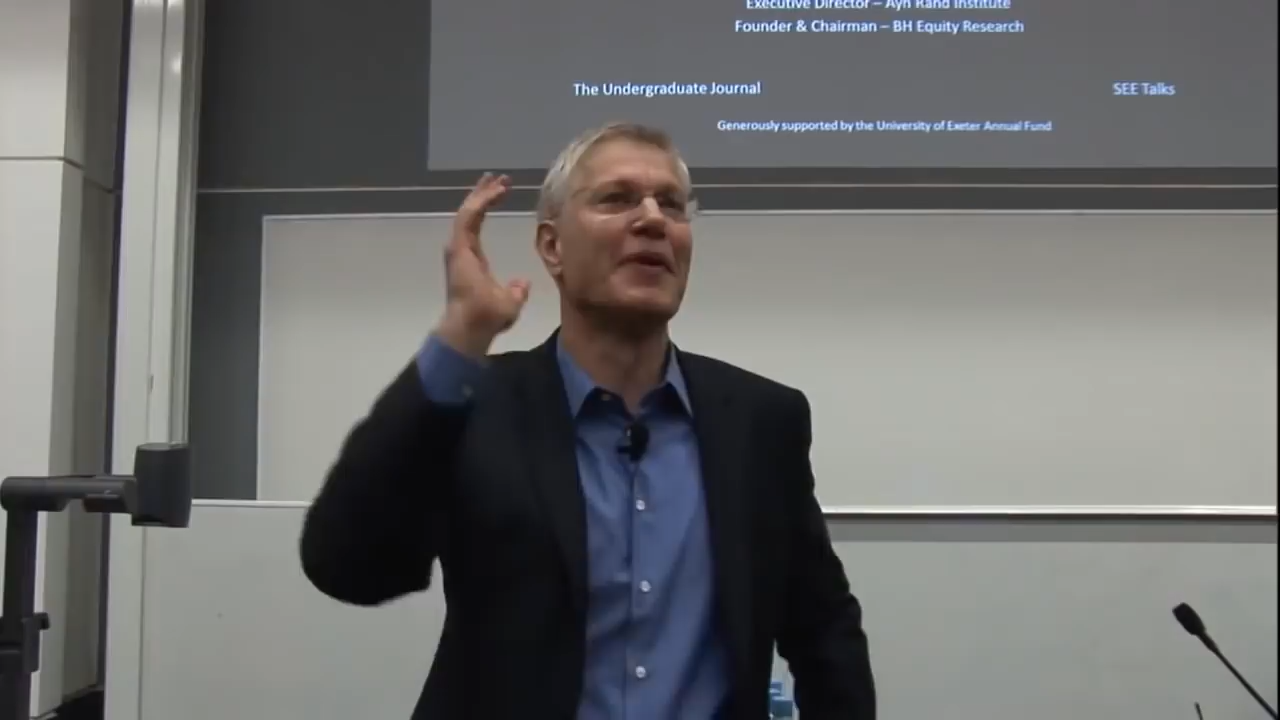 Executive Director – Ayn Rand Institute
Founder & Chairman – BH Equity Research
The Undergraduate Journal
SEE Talks
Generously supported by the University of Exeter Annual Fund